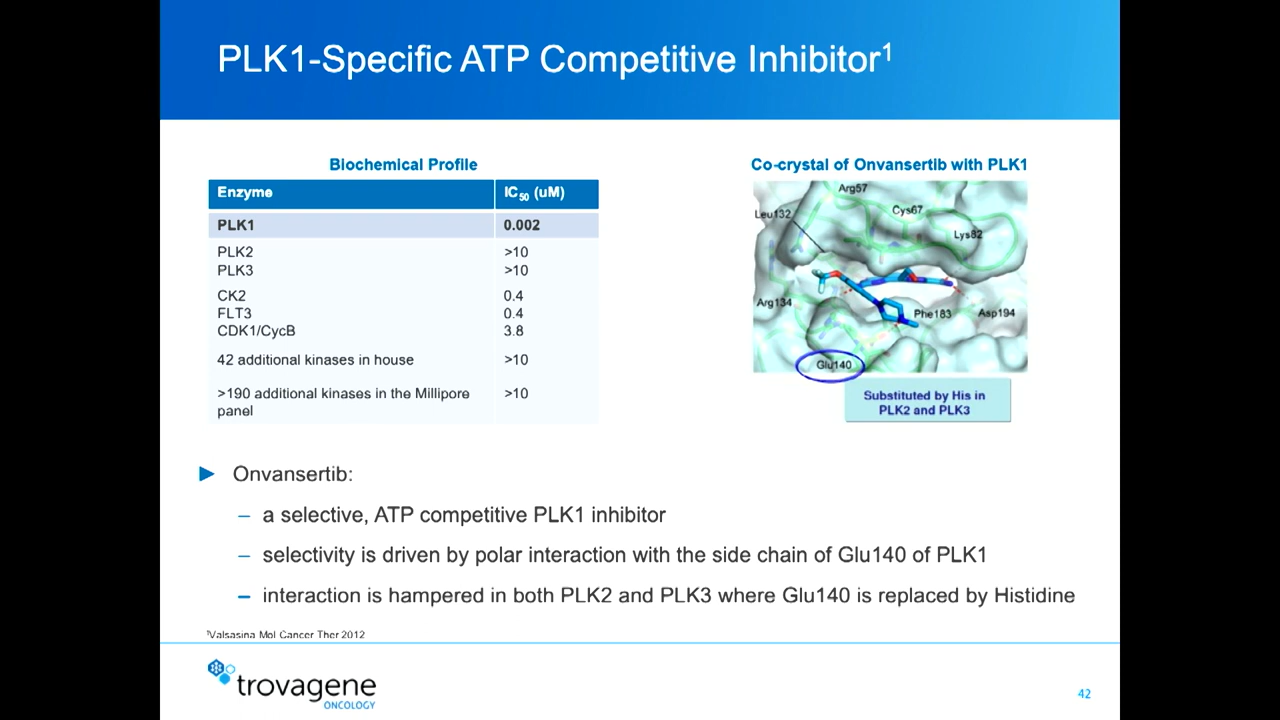 PLK1-Specific ATP Competitive Inhibitor¹
Biochemical Profile
Enzyme IC50 (uM)
PLK1 0.002
PLK2 >10
PLK3 >10
CK2 0.4
FLT3 0.4
CDK1/CycB 3.8
42 additional kinases in house >10
>190 additional kinases in the Millipore >10
panel
Co-crystal of Onvansertib with PLK1
Arg57
Leu132
Cys67
Lys82
Arg134
Phe183
Asp194
Glu140
Substituted by His in
PLK2 and PLK3
Onvansertib:
– a selective, ATP competitive PLK1 inhibitor
– selectivity is driven by polar interaction with the side chain of Glu140 of PLK1
– interaction is hampered in both PLK2 and PLK3 where Glu140 is replaced by Histidine
¹Valsasina Mol Cancer Ther 2012
trovagene
ONCOLOGY
42